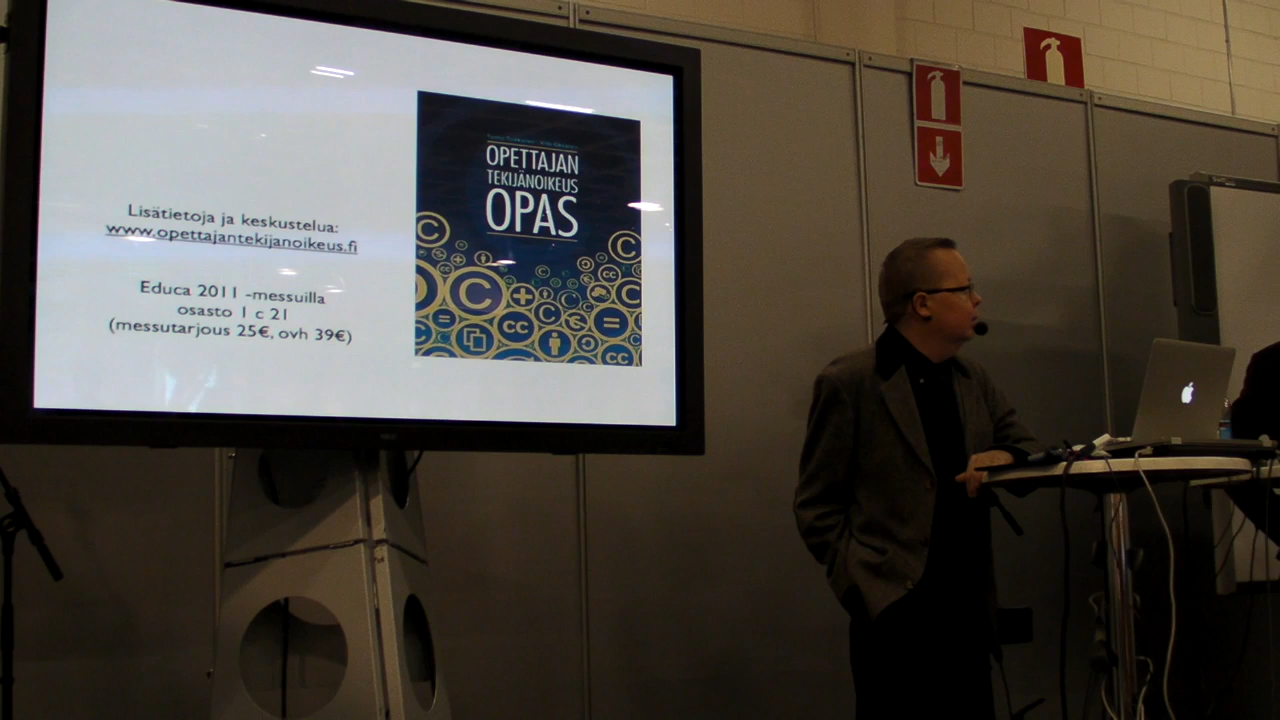 Lisätietoja ja keskustelua:
www.opettajantekijanoikeus.fi
Educa 2011 -messuilla
osasto 1 c 21
(messutarjous 25€, ovh 39€)
OPETTAJAN
TEKIJÄNOIKEUS
OPAS